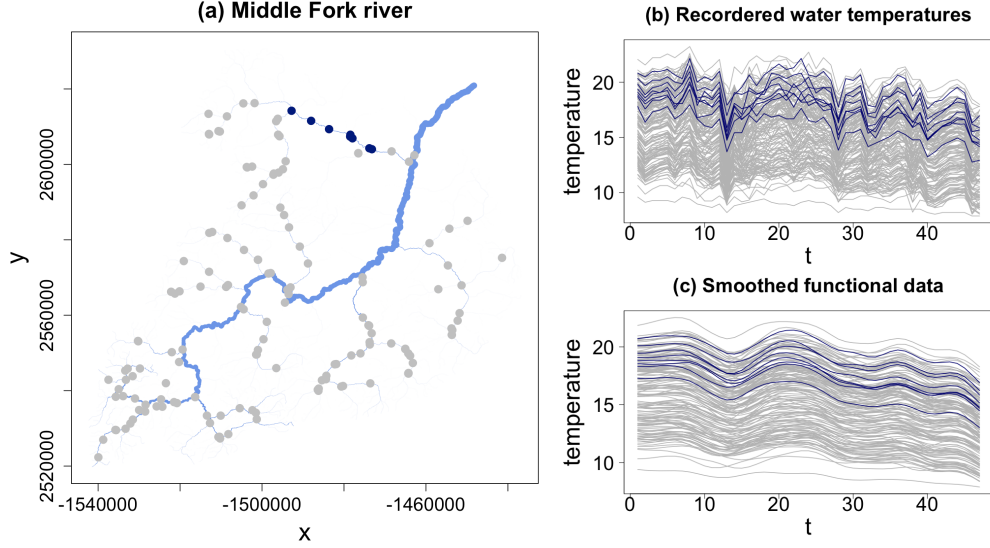 (a) Middle Fork river
y
2600000
2560000
2520000
-1540000 -1500000 -1460000
x
(b) Recordered water temperatures
temperature
20
15
10
0 10 20 30 40
t
(c) Smoothed functional data
temperature
20
15
10
0 10 20 30 40
t